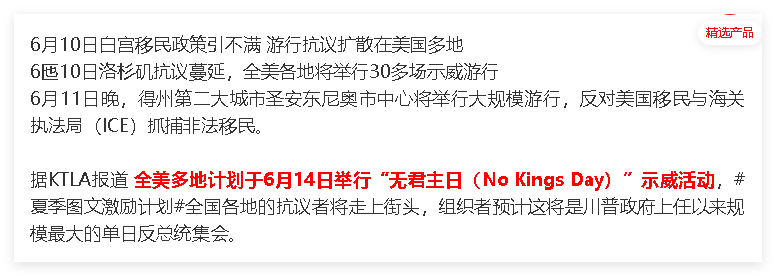 精选产品
6月10日白宫移民政策引不满 游行抗议扩散在美国多地
6月10日洛杉矶抗议蔓延，全美各地将举行30多场示威游行
6月11日晚，得州第二大城市圣安东尼奥市中心将举行大规模游行，反对美国移民与海关
执法局（ICE）抓捕非法移民。
据KTLA报道 全美多地计划于6月14日举行“无君主日（No Kings Day）”示威活动，#
夏季图文激励计划#全国各地的抗议者将走上街头，组织者预计这将是川普政府上任以来规
模最大的单日反总统集会。